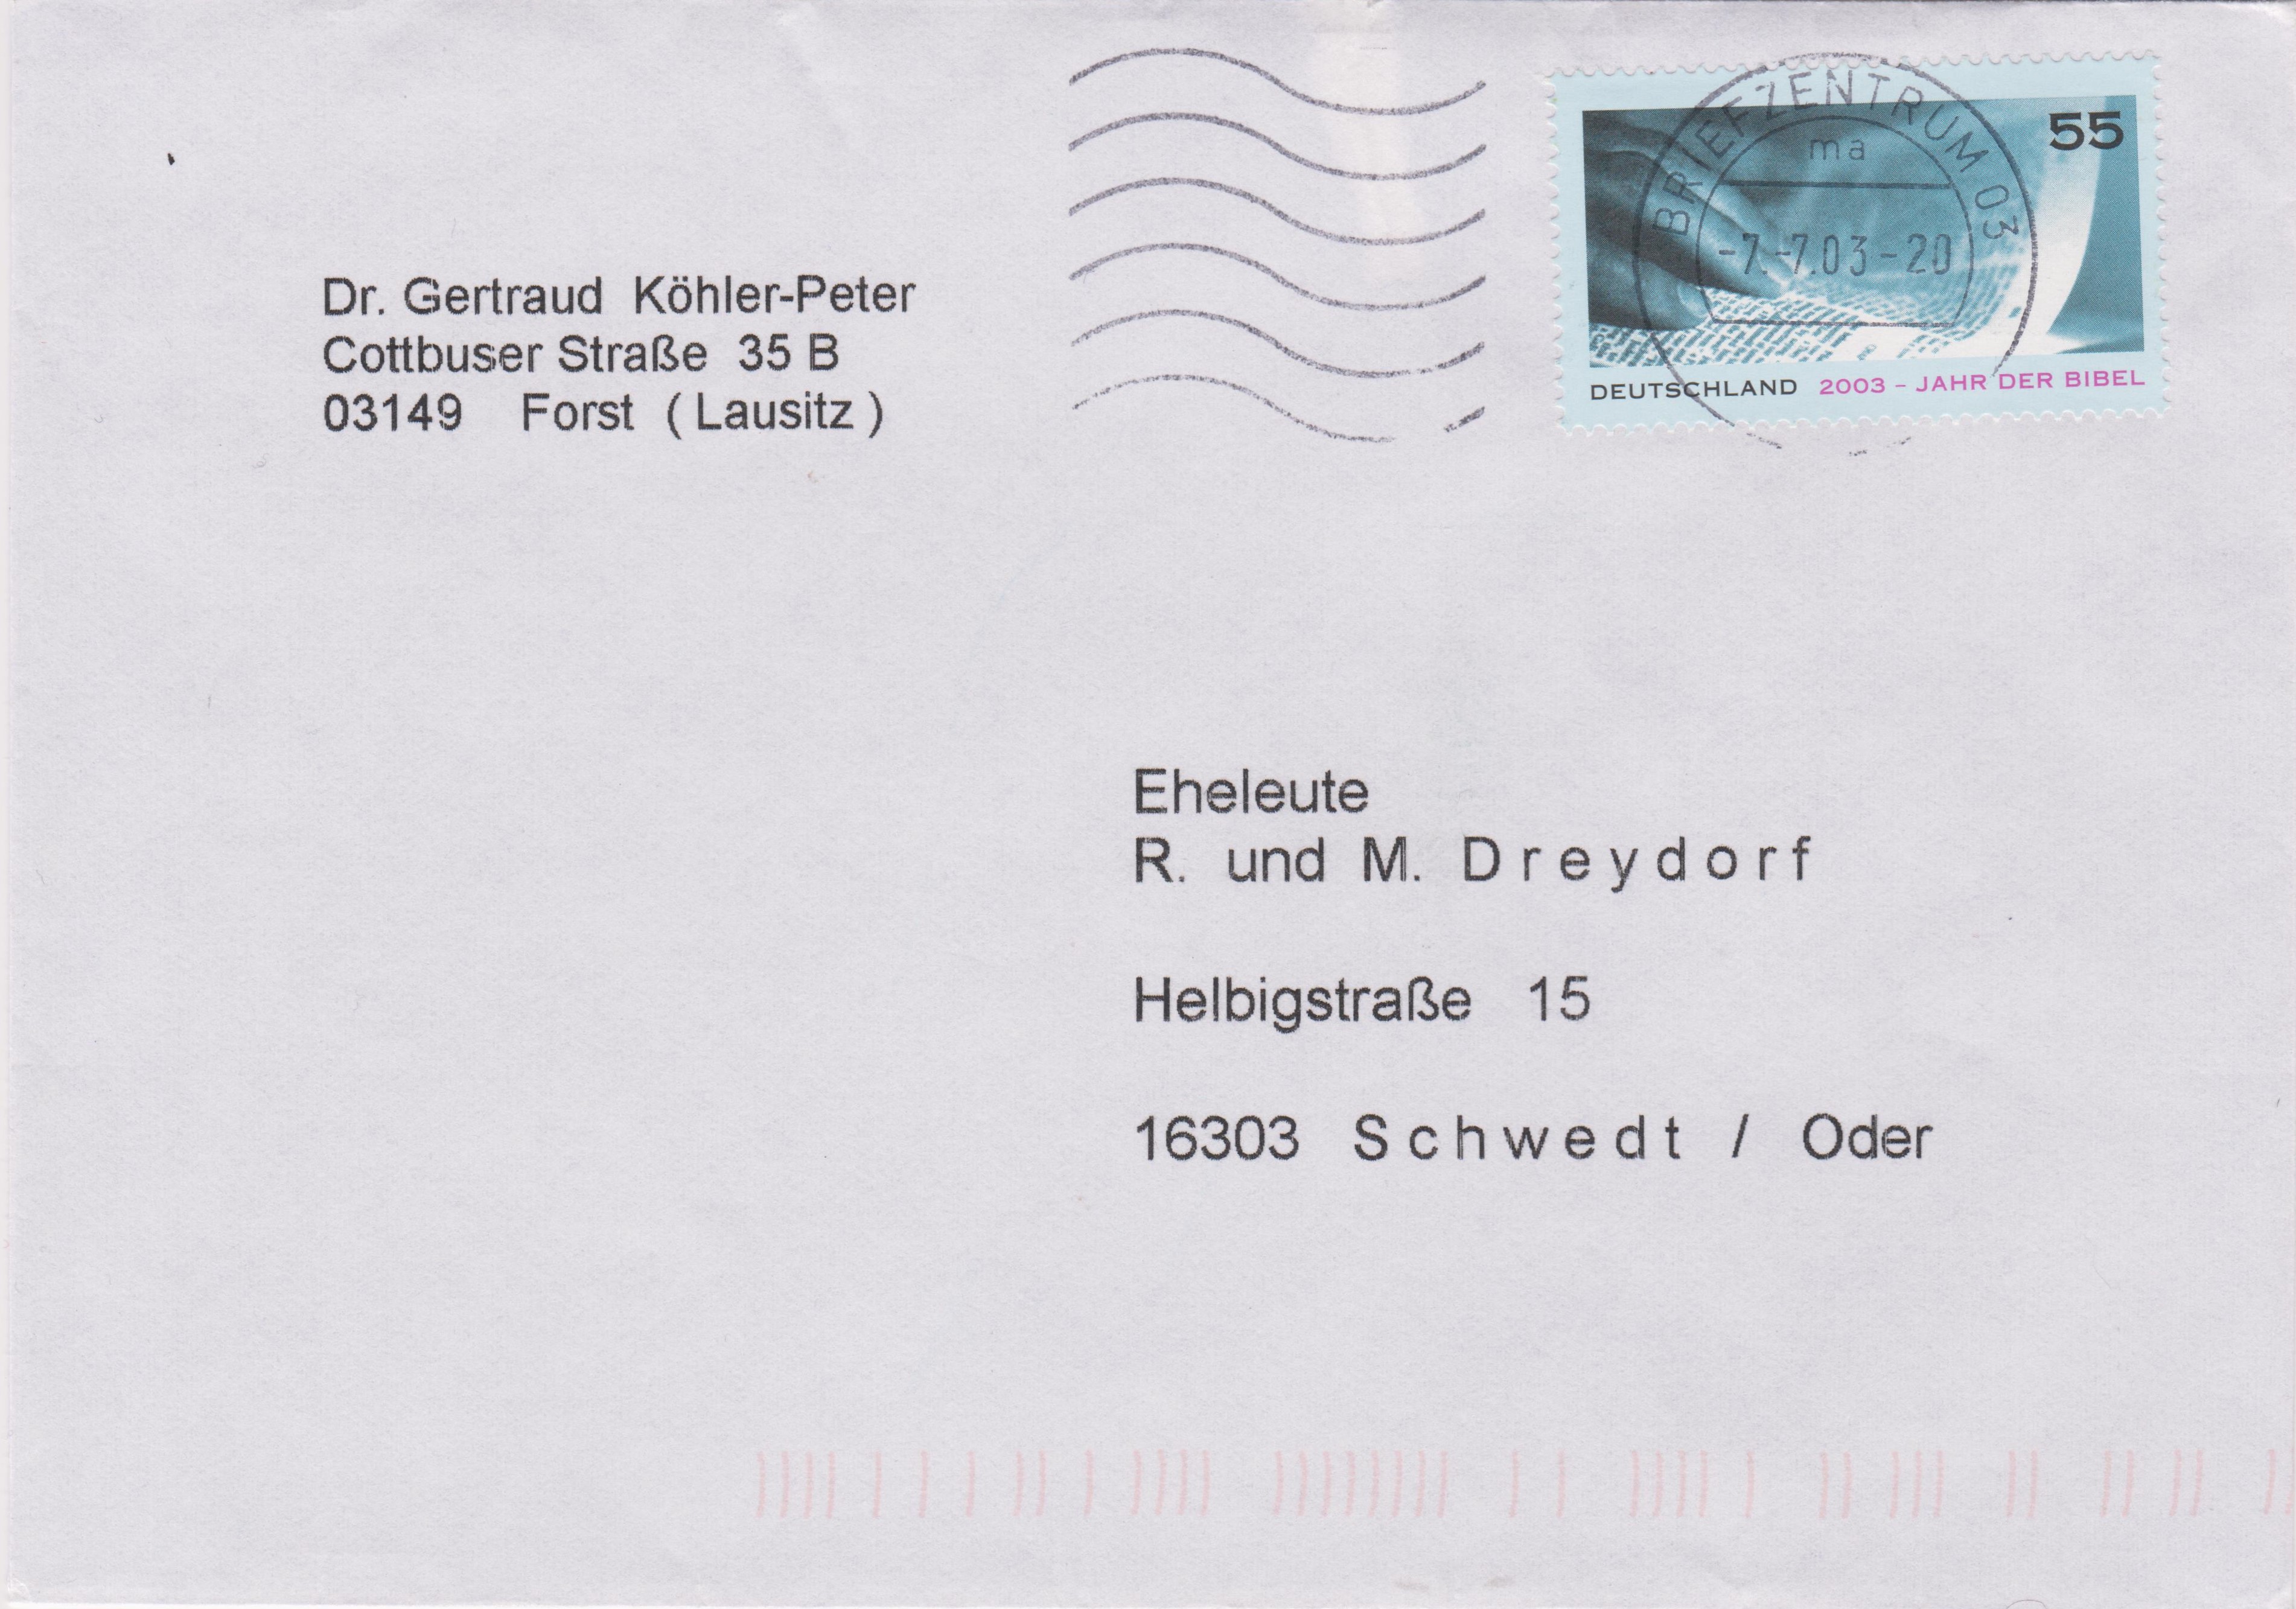 Dr. Gertraud Köhler-Peter
Cottbuser Straße 35 B
03149 Forst ( Lausitz )
BRIEFZENTRUM 03
ma
-7.-7.03-20
55
DEUTSCHLAND 2003 – JAHR DER BIBEL
Eheleute
R. und M. Dreydorf
Helbigstraße 15
16303 Schwedt / Oder